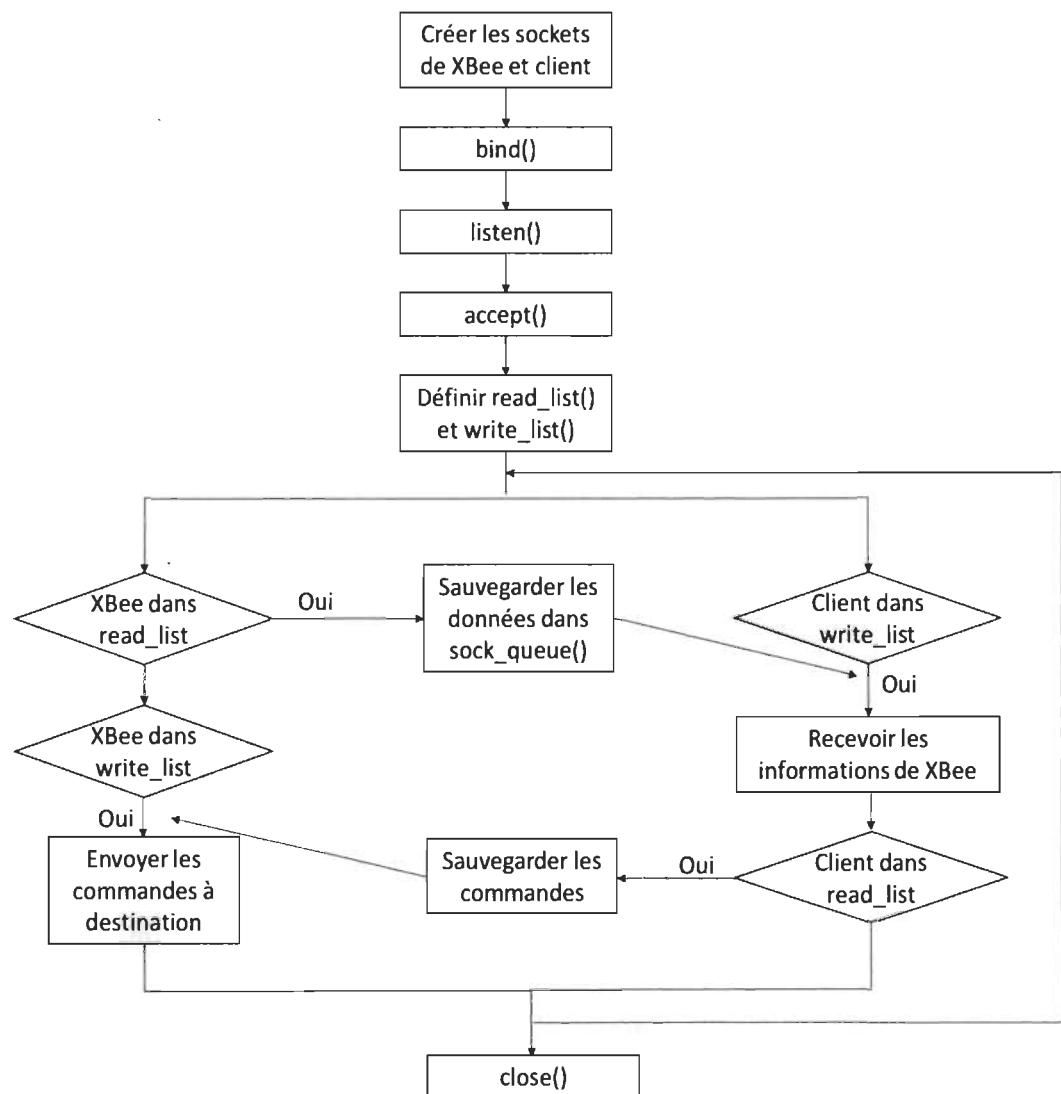 Créer les sockets
de XBee et client
bind()
listen()
accept()
Définir read_list()
et write_list()
XBee dans
read_list
Oui
Sauvegarder les
données dans
sock_queue()
Client dans
write_list
Oui
XBee dans
write_list
Recevoir les
informations de XBee
Oui
Envoyer les
commandes à
destination
Sauvegarder les
commandes
Oui
Client dans
read_list
close()